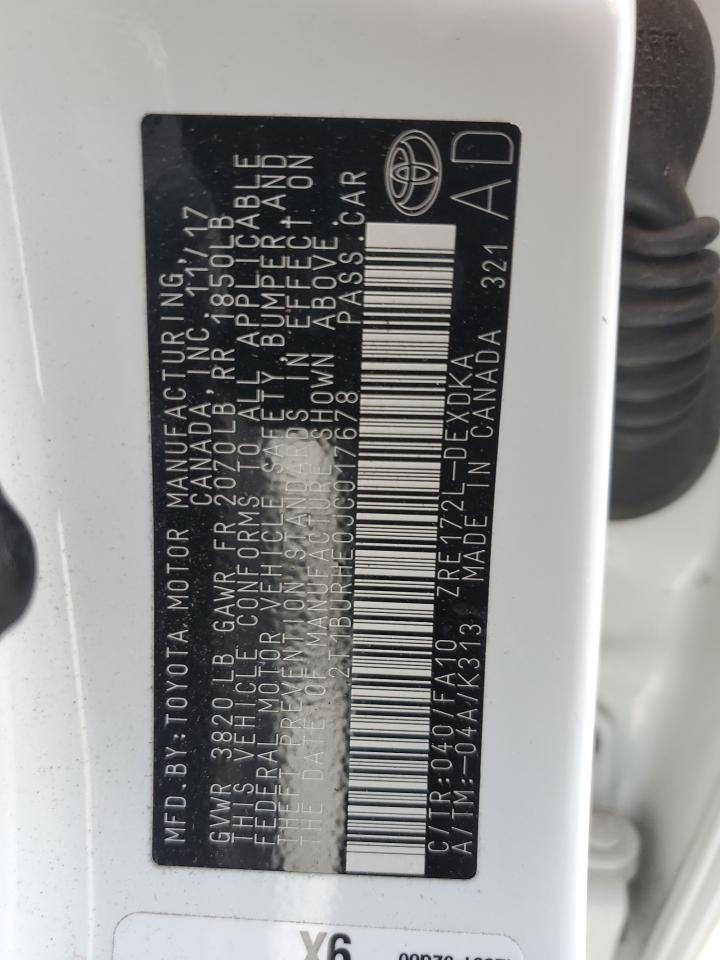 MFD.BY:TOYOTA MOTOR MANUFACTURING,
CANADA, INC. 11/17
GVWR 3820LB GAWR FR 2070LB RR 1850LB
THIS VEHICLE CONFORMS TO ALL APPLICABLE
FEDERAL MOTOR VEHICLE SAFETY, BUMPER, AND
THEFT PREVENTION STANDARDS IN EFFECT ON
THE DATE OF MANUFACTURE SHOWN ABOVE.
2T1BURHE0JC017678 PASS.CAR
C/TR:040/FA10 ZRE172L-DEXDKA
A/TM:-04A/K313 MADE IN CANADA 321
AD
X6